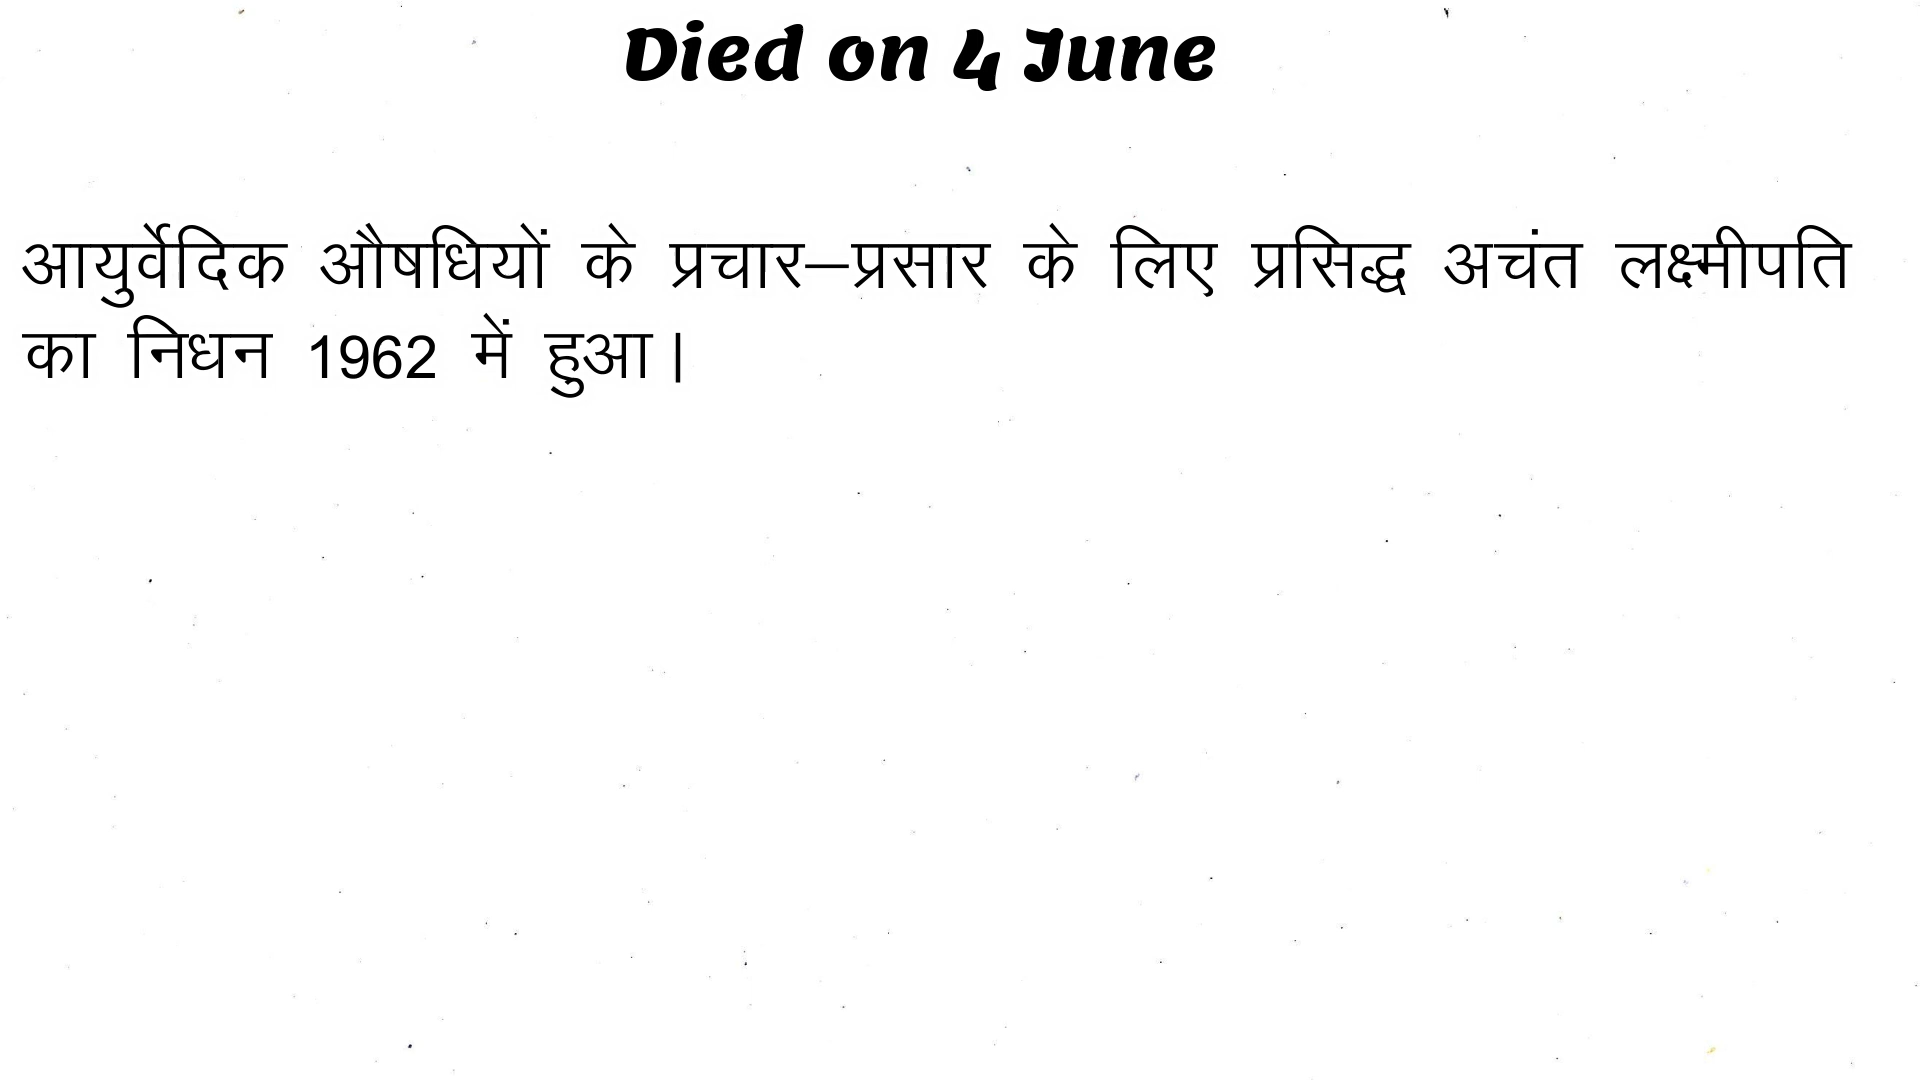 Died on 4 June
आयुर्वेदिक औषधियों के प्रचार–प्रसार के लिए प्रसिद्ध अचंत लक्ष्मीपति
का निधन 1962 में हुआ।